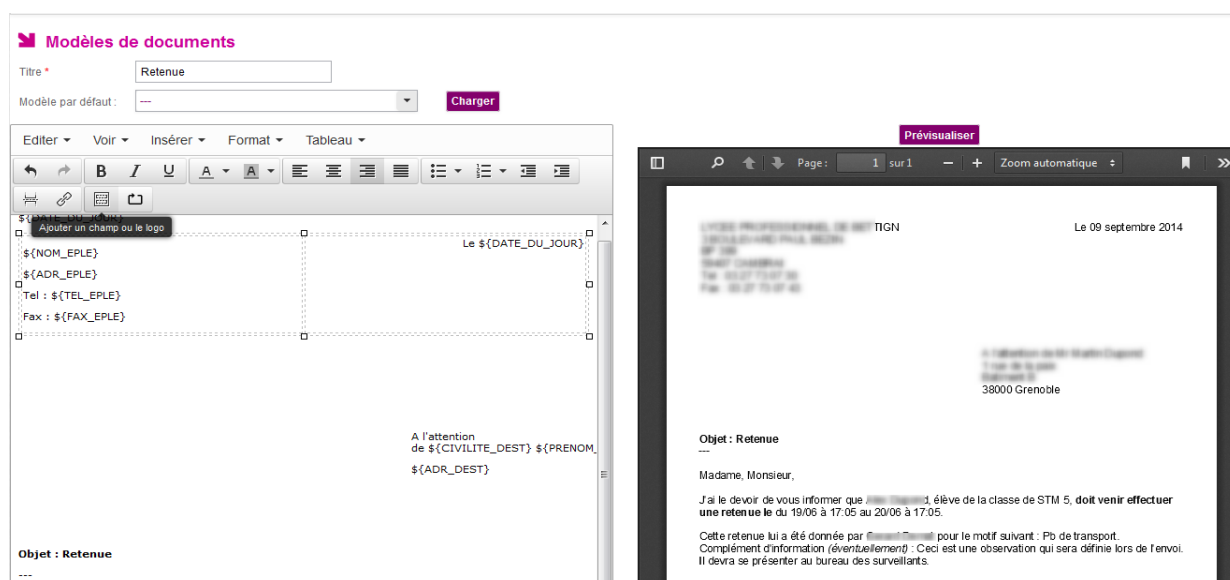 Modèles de documents
Titre *
Retenue
Modèle par défaut :
---
Charger
Editer
Voir
Insérer
Format
Tableau
B I U A A
Ajouter un champ ou le logo
${DATE_DU_JOUR}
Le ${DATE_DU_JOUR}
${NOM_EPLE}
${ADR_EPLE}
Tel : ${TEL_EPLE}
Fax : ${FAX_EPLE}
A l'attention
de ${CIVILITE_DEST} ${PRENOM_
${ADR_DEST}
Objet : Retenue
---
Prévisualiser
Page : 1 sur 1
Zoom automatique
TIGN
Le 09 septembre 2014
38000 Grenoble
Objet : Retenue
---
Madame, Monsieur,
J'ai le devoir de vous informer que , élève de la classe de STM 5, doit venir effectuer
une retenue le du 19/06 à 17:05 au 20/06 à 17:05.
Cette retenue lui a été donnée par pour le motif suivant : Pb de transport.
Complément d'information (éventuellement) : Ceci est une observation qui sera définie lors de l'envoi.
Il devra se présenter au bureau des surveillants.